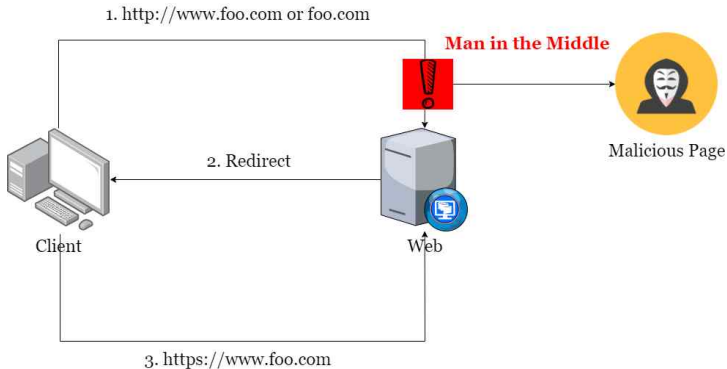 1. http://www.foo.com or foo.com
Man in the Middle
Malicious Page
2. Redirect
Client
Web
3. https://www.foo.com